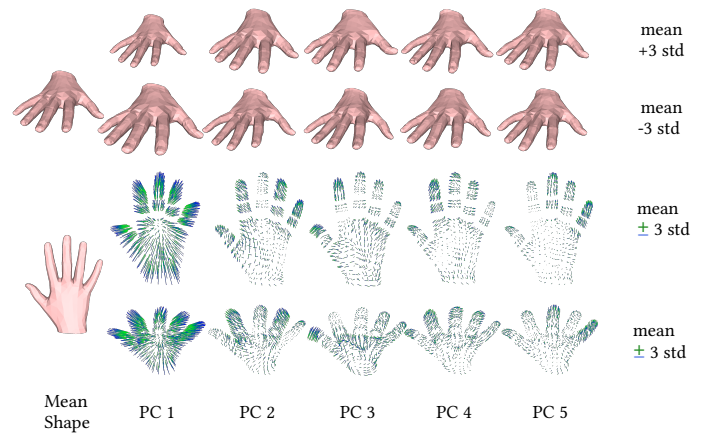 mean
+3 std
mean
-3 std
mean
± 3 std
mean
± 3 std
Mean
Shape
PC 1
PC 2
PC 3
PC 4
PC 5